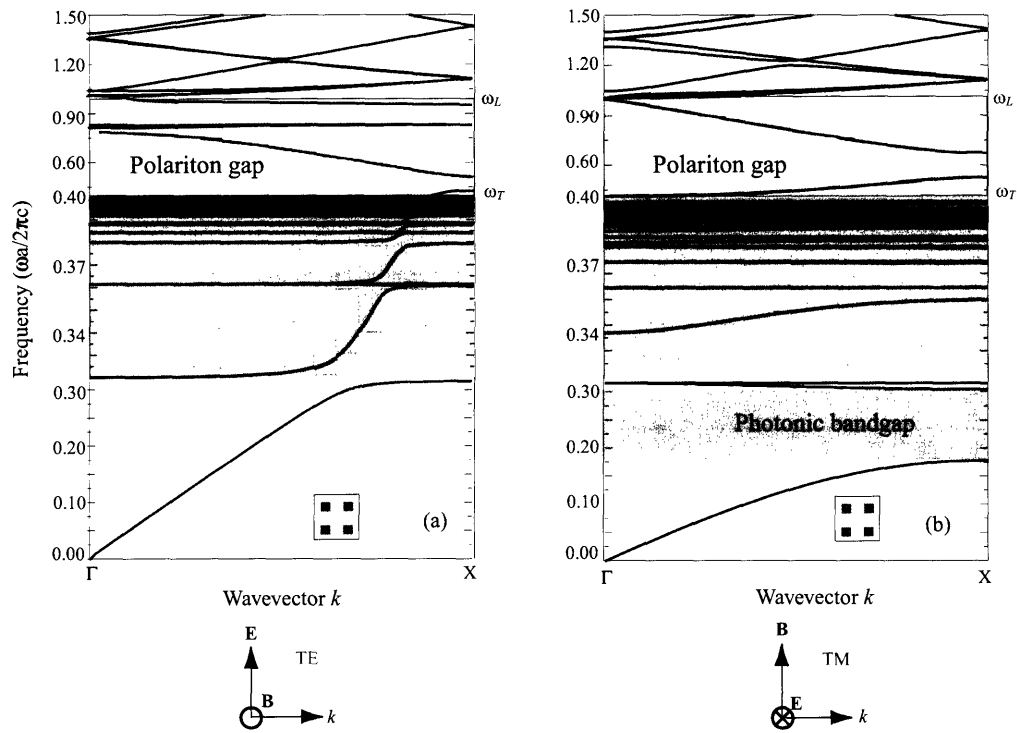 1.50
1.20
0.90
0.60
0.40
0.37
0.34
0.30
0.20
0.10
0.00
Frequency (ωa/2πc)
Polariton gap
ω_L
ω_T
(a)
Γ
X
Wavevector k
E
TE
B
k
1.50
1.20
0.90
0.60
0.40
0.37
0.34
0.30
0.20
0.10
0.00
Polariton gap
Photonic bandgap
ω_L
ω_T
(b)
Γ
X
Wavevector k
B
TM
E
k